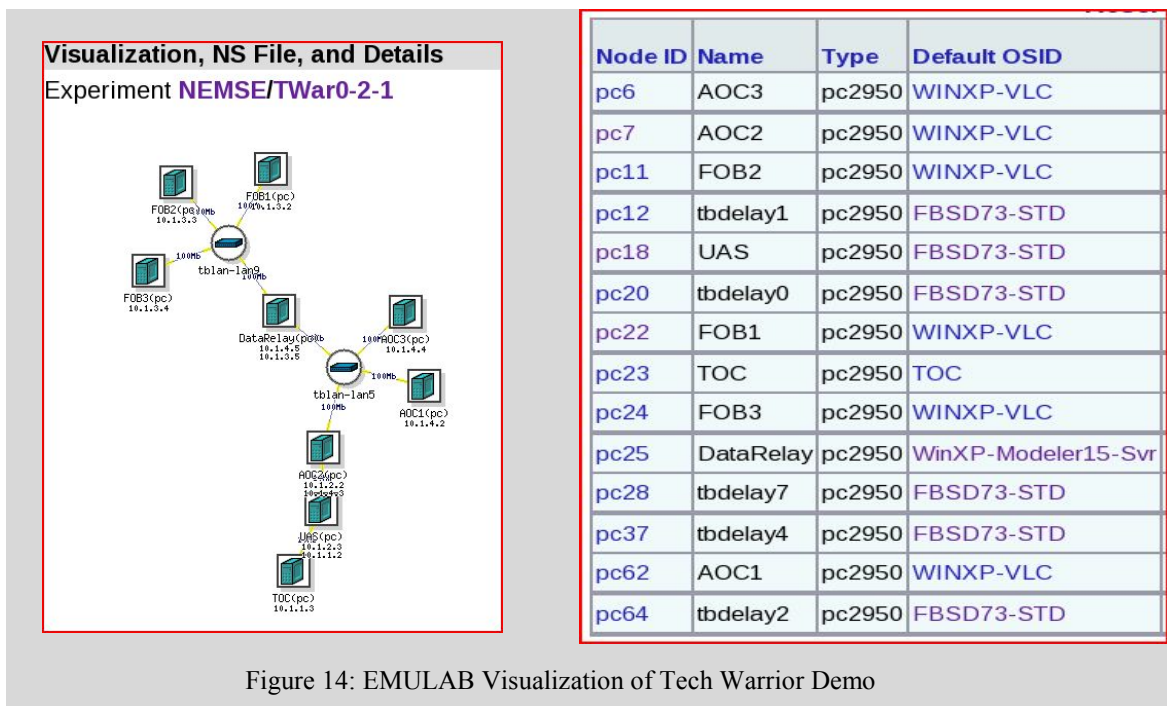 Visualization, NS File, and Details
Experiment NEMSE/TWar0-2-1
FOB1(pc)
10.1.3.2
FOB2(pc)
10.1.3.3
100Mb
tblan-lan9
100Mb
FOB3(pc)
10.1.3.4
DataRelay(pc)
10.1.4.5
10.1.3.5
AOC3(pc)
10.1.4.4
100Mb
tblan-lan5
100Mb
AOC1(pc)
10.1.4.2
AOC2(pc)
10.1.2.2
UAS(pc)
10.1.2.3
10.1.1.2
TOC(pc)
10.1.1.3
Node ID Name Type Default OSID
pc6 AOC3 pc2950 WINXP-VLC
pc7 AOC2 pc2950 WINXP-VLC
pc11 FOB2 pc2950 WINXP-VLC
pc12 tbdelay1 pc2950 FBSD73-STD
pc18 UAS pc2950 FBSD73-STD
pc20 tbdelay0 pc2950 FBSD73-STD
pc22 FOB1 pc2950 WINXP-VLC
pc23 TOC pc2950 TOC
pc24 FOB3 pc2950 WINXP-VLC
pc25 DataRelay pc2950 WinXP-Modeler15-Svr
pc28 tbdelay7 pc2950 FBSD73-STD
pc37 tbdelay4 pc2950 FBSD73-STD
pc62 AOC1 pc2950 WINXP-VLC
pc64 tbdelay2 pc2950 FBSD73-STD
Figure 14: EMULAB Visualization of Tech Warrior Demo